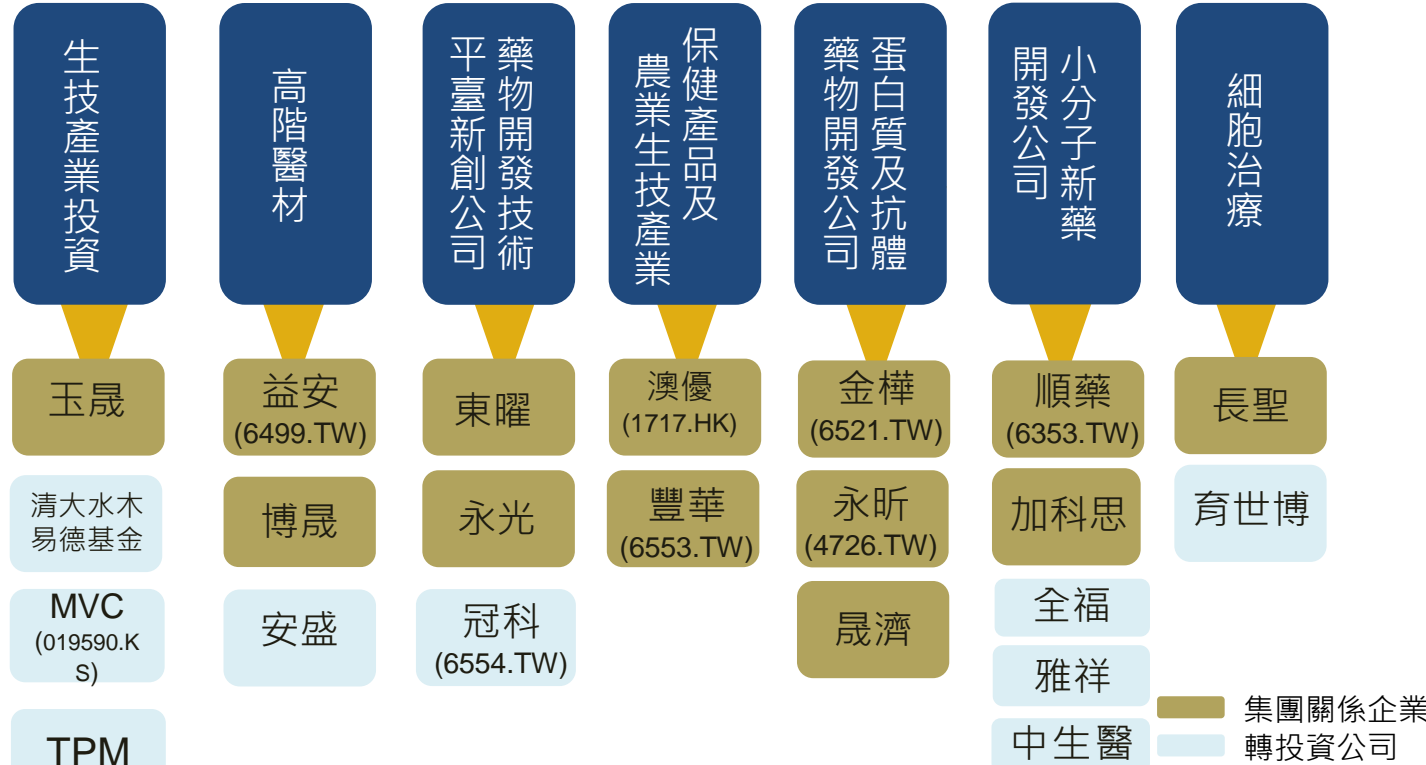 生技產業投資
高階醫材
藥物開發技術
平臺新創公司
保健產品及
農業生技產業
蛋白質及抗體
藥物開發公司
小分子新藥
開發公司
細胞治療
玉晟
清大水木
易德基金
MVC
(019590.K
S)
TPM
益安
(6499.TW)
博晟
安盛
東曜
永光
冠科
(6554.TW)
澳優
(1717.HK)
豐華
(6553.TW)
金樺
(6521.TW)
永昕
(4726.TW)
晟濟
順藥
(6353.TW)
加科思
全福
雅祥
中生醫
長聖
育世博
集團關係企業
轉投資公司